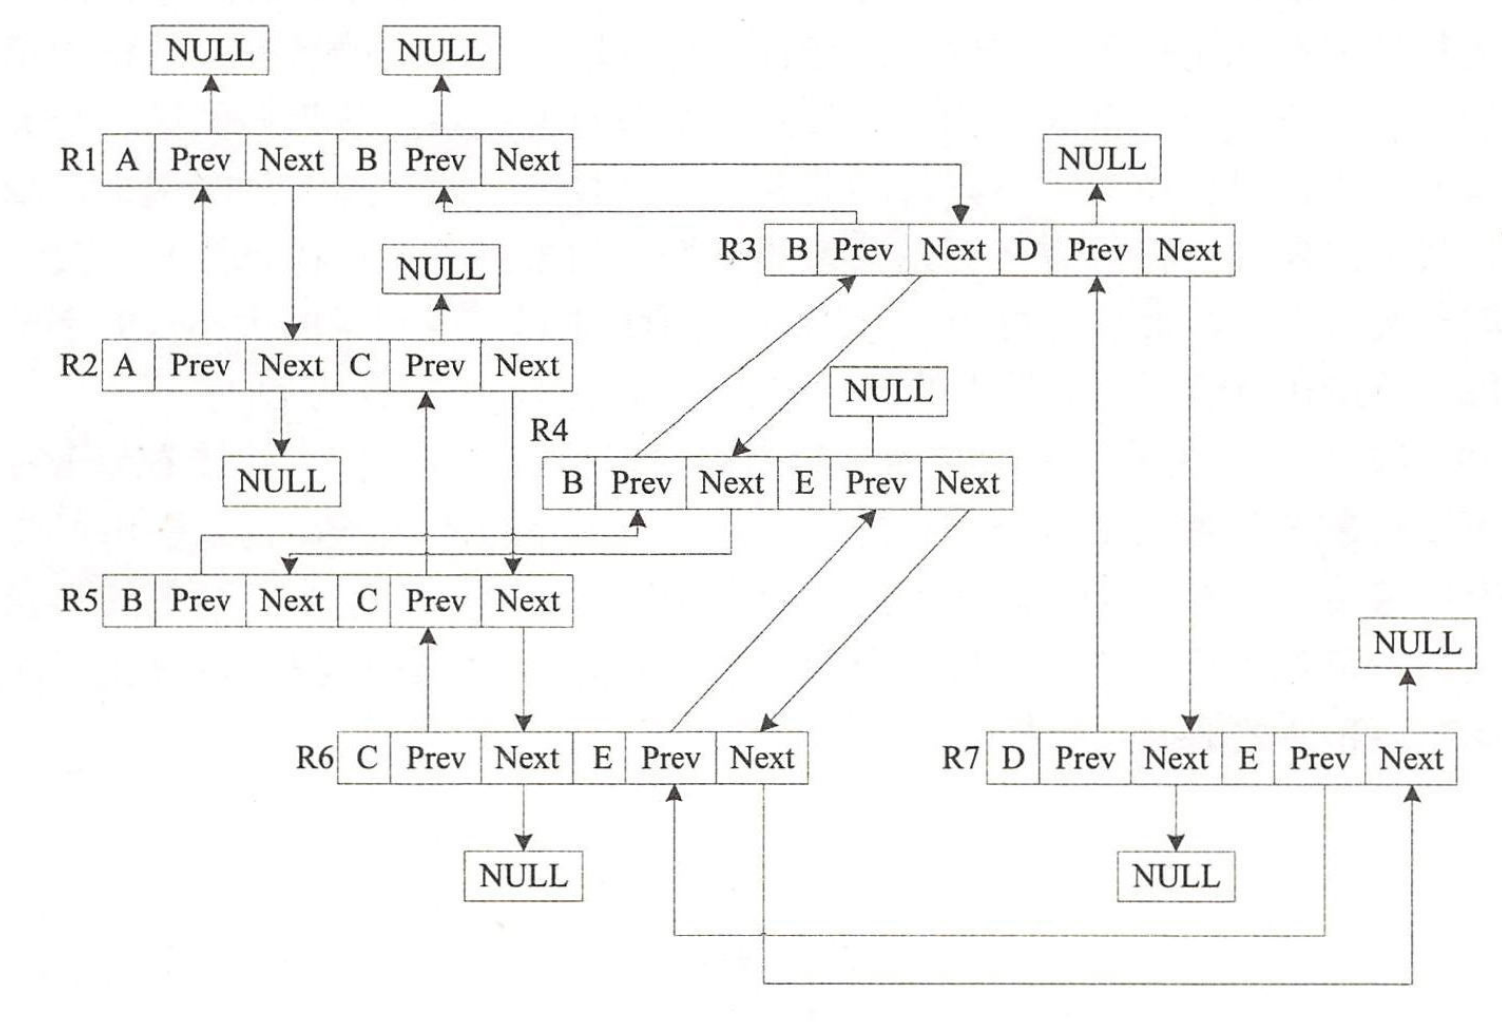 NULL NULL
R1 A Prev Next B Prev Next
NULL
R3 B Prev Next D Prev Next
NULL
R2 A Prev Next C Prev Next
NULL
R4
NULL
B Prev Next E Prev Next
R5 B Prev Next C Prev Next
NULL
R6 C Prev Next E Prev Next
R7 D Prev Next E Prev Next
NULL NULL